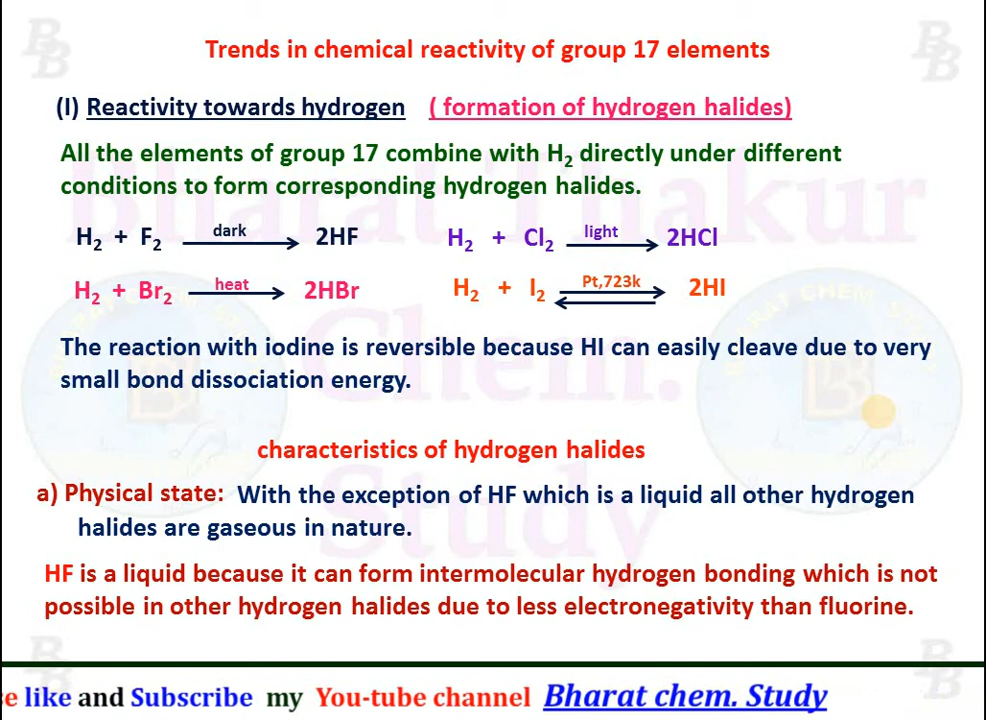 Trends in chemical reactivity of group 17 elements
(I) Reactivity towards hydrogen ( formation of hydrogen halides)
All the elements of group 17 combine with H₂ directly under different
conditions to form corresponding hydrogen halides.
H₂ + F₂ dark → 2HF H₂ + Cl₂ light → 2HCl
H₂ + Br₂ heat → 2HBr H₂ + I₂ Pt,723k ⇌ 2HI
The reaction with iodine is reversible because HI can easily cleave due to very
small bond dissociation energy.
characteristics of hydrogen halides
a) Physical state: With the exception of HF which is a liquid all other hydrogen
halides are gaseous in nature.
HF is a liquid because it can form intermolecular hydrogen bonding which is not
possible in other hydrogen halides due to less electronegativity than fluorine.
e like and Subscribe my You-tube channel Bharat chem. Study
Bharat Thakur
Chem.
Study